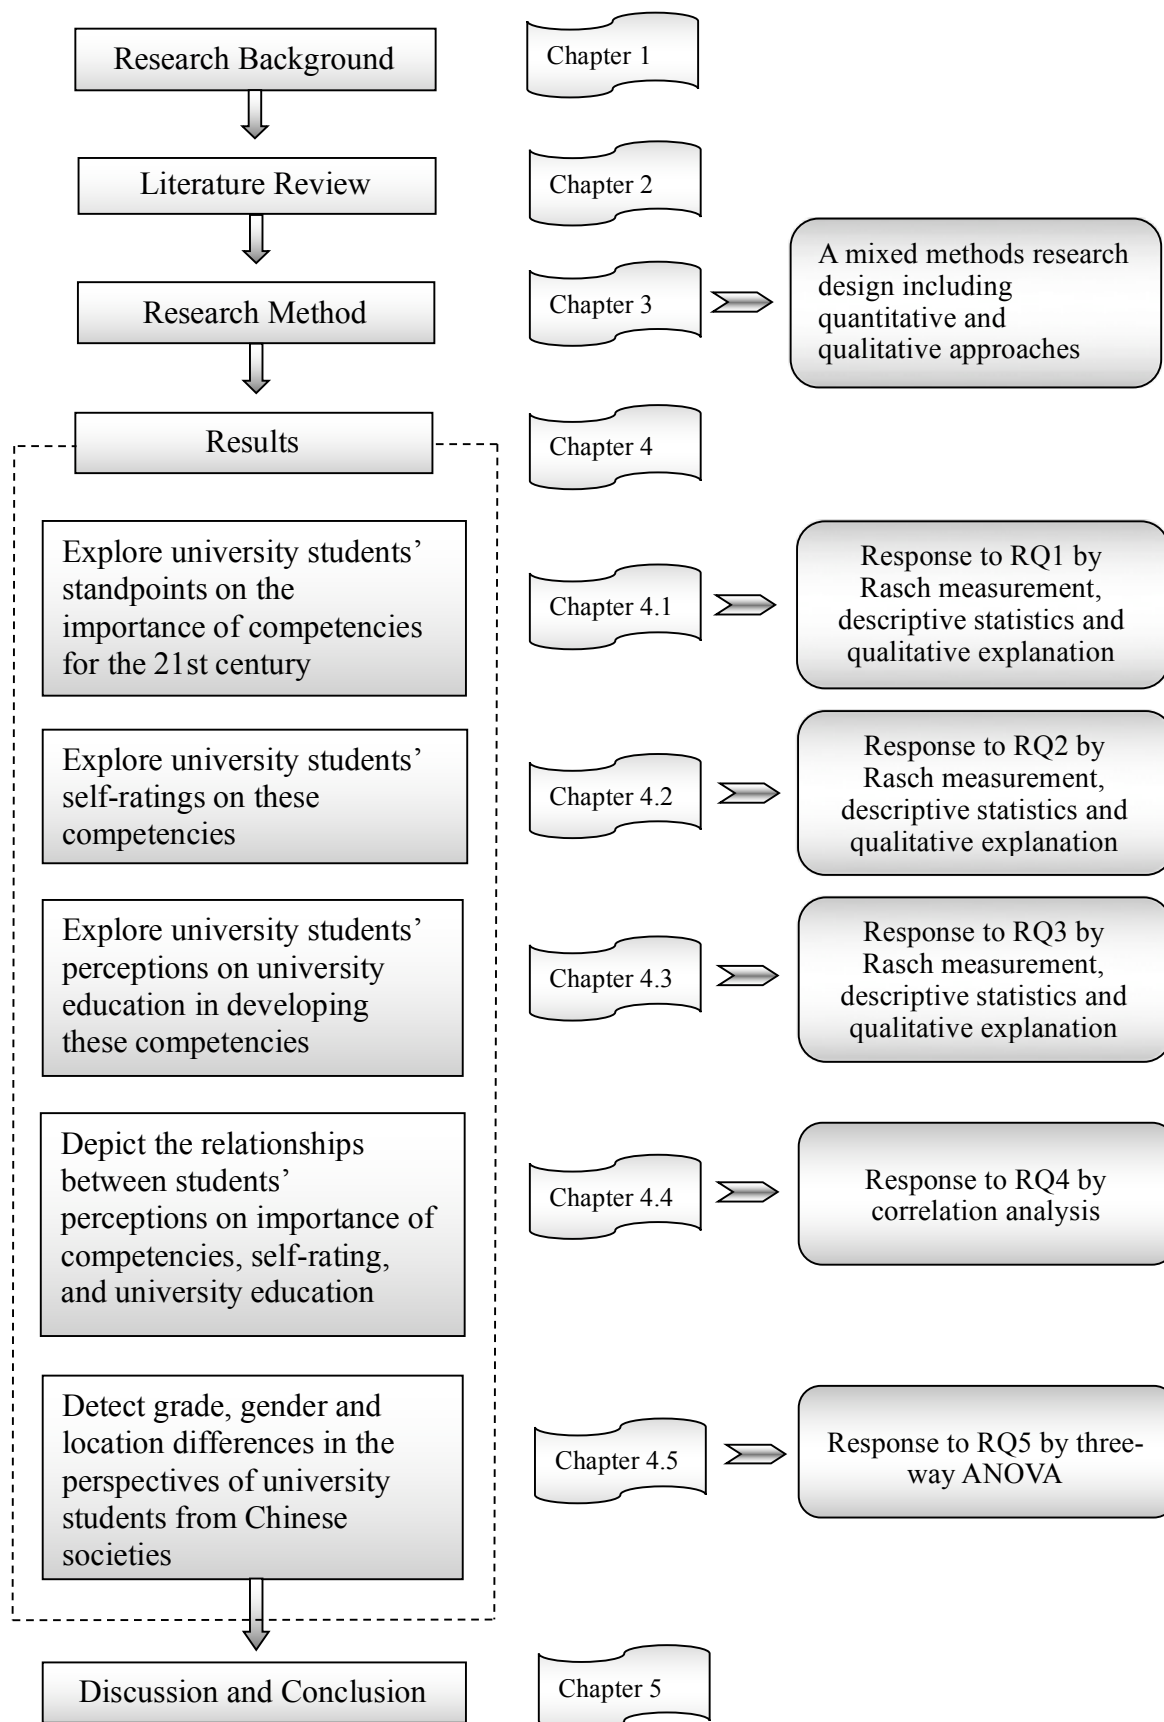 Research Background
Chapter 1
Literature Review
Chapter 2
Research Method
Chapter 3
A mixed methods research
design including
quantitative and
qualitative approaches
Results
Chapter 4
Explore university students’
standpoints on the
importance of competencies
for the 21st century
Chapter 4.1
Response to RQ1 by
Rasch measurement,
descriptive statistics and
qualitative explanation
Explore university students’
self-ratings on these
competencies
Chapter 4.2
Response to RQ2 by
Rasch measurement,
descriptive statistics and
qualitative explanation
Explore university students’
perceptions on university
education in developing
these competencies
Chapter 4.3
Response to RQ3 by
Rasch measurement,
descriptive statistics and
qualitative explanation
Depict the relationships
between students’
perceptions on importance of
competencies, self-rating,
and university education
Chapter 4.4
Response to RQ4 by
correlation analysis
Detect grade, gender and
location differences in the
perspectives of university
students from Chinese
societies
Chapter 4.5
Response to RQ5 by three-
way ANOVA
Discussion and Conclusion
Chapter 5